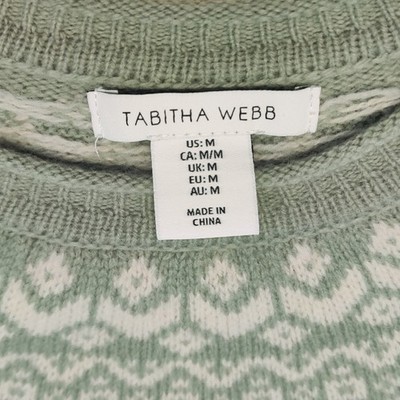 TABITHA WEBB
US: M
CA: M/M
UK: M
EU: M
AU: M
MADE IN
CHINA